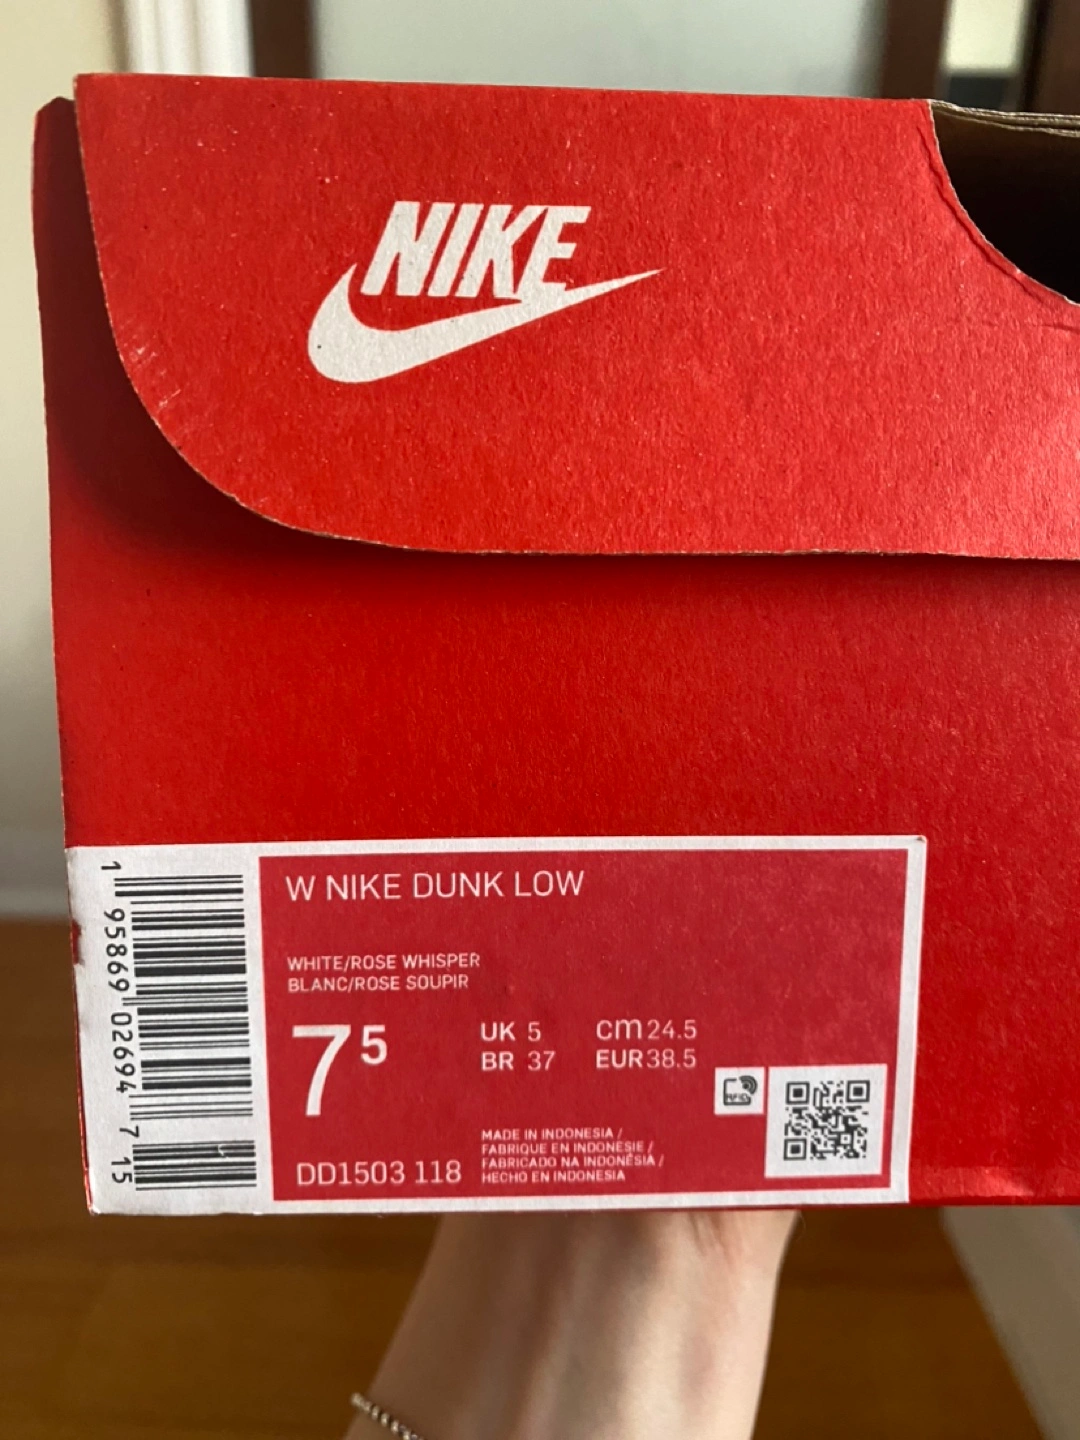 NIKE
W NIKE DUNK LOW
WHITE/ROSE WHISPER
BLANC/ROSE SOUPIR
7 5
UK 5 cm 24.5
BR 37 EUR 38.5
RFID
MADE IN INDONESIA /
FABRIQUE EN INDONESIE /
FABRICADO NA INDONÉSIA /
HECHO EN INDONESIA
DD1503 118
1 95869 02694 7 15